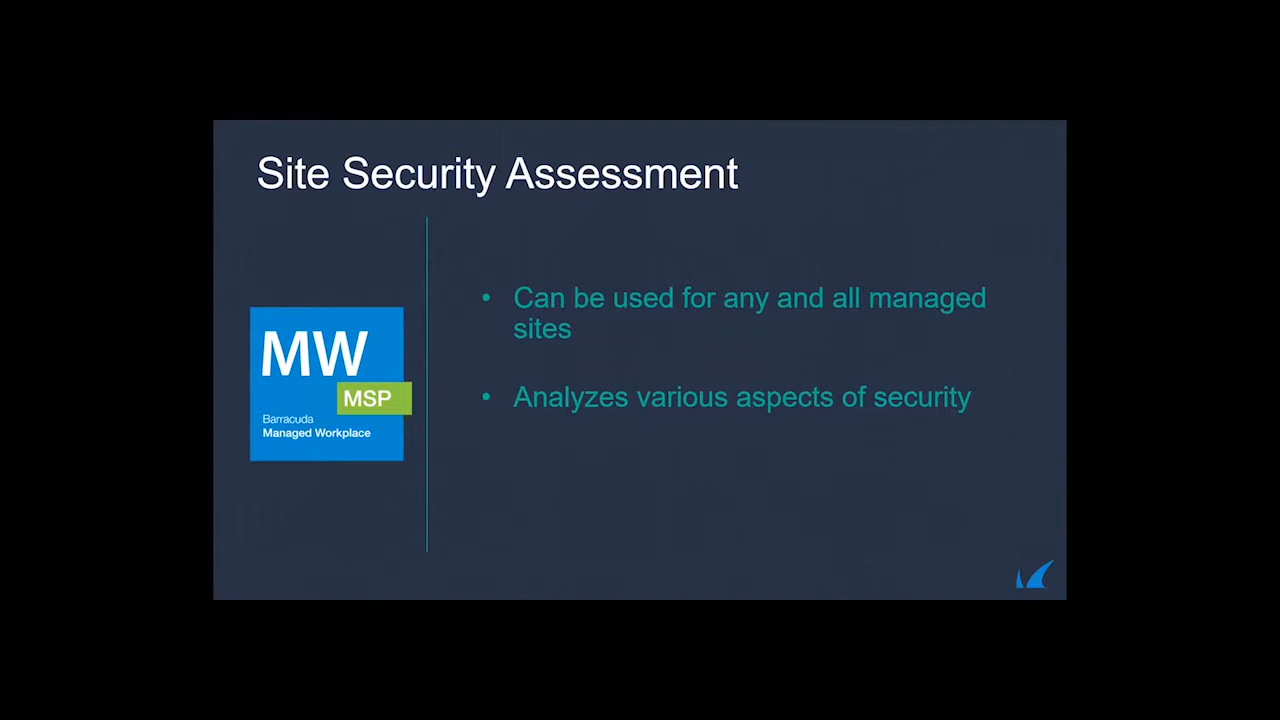 Site Security Assessment
• Can be used for any and all managed
sites
• Analyzes various aspects of security
MW
MSP
Barracuda
Managed Workplace